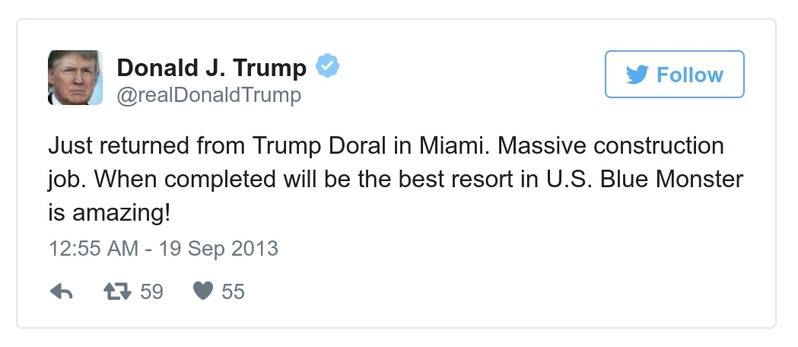 Donald J. Trump
@realDonaldTrump
Follow
Just returned from Trump Doral in Miami. Massive construction
job. When completed will be the best resort in U.S. Blue Monster
is amazing!
12:55 AM - 19 Sep 2013
59 55